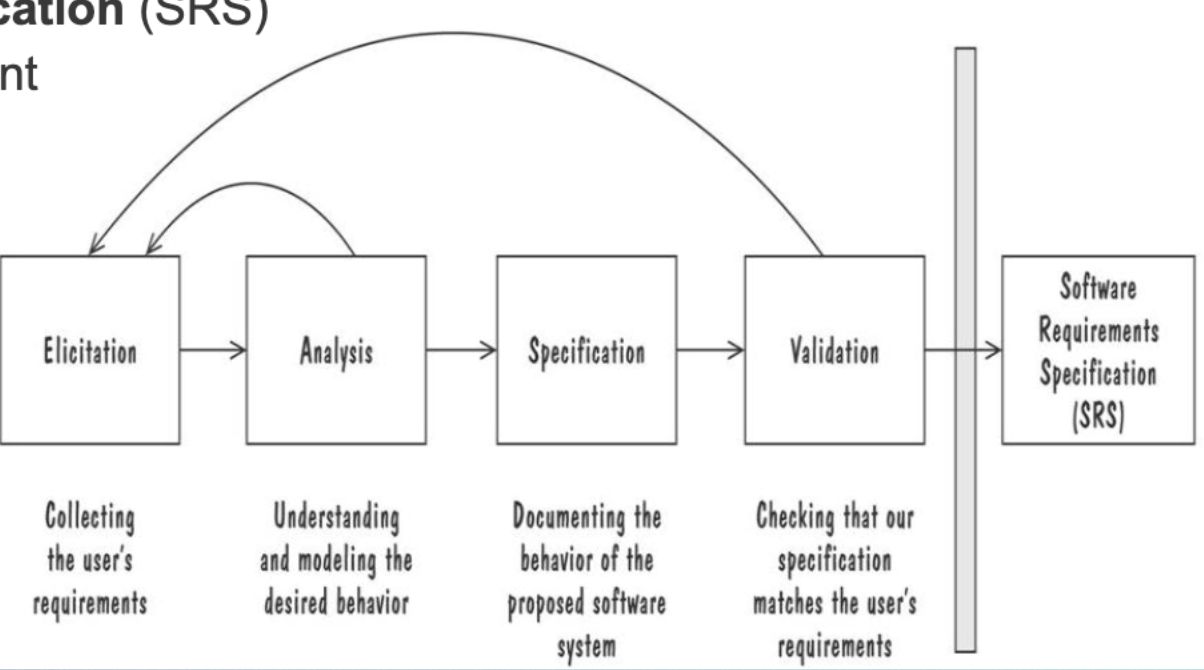 cation (SRS)
nt
Elicitation
Analysis
Specification
Validation
Software
Requirements
Specification
(SRS)
Collecting
the user's
requirements
Understanding
and modeling the
desired behavior
Documenting the
behavior of the
proposed software
system
Checking that our
specification
matches the user's
requirements